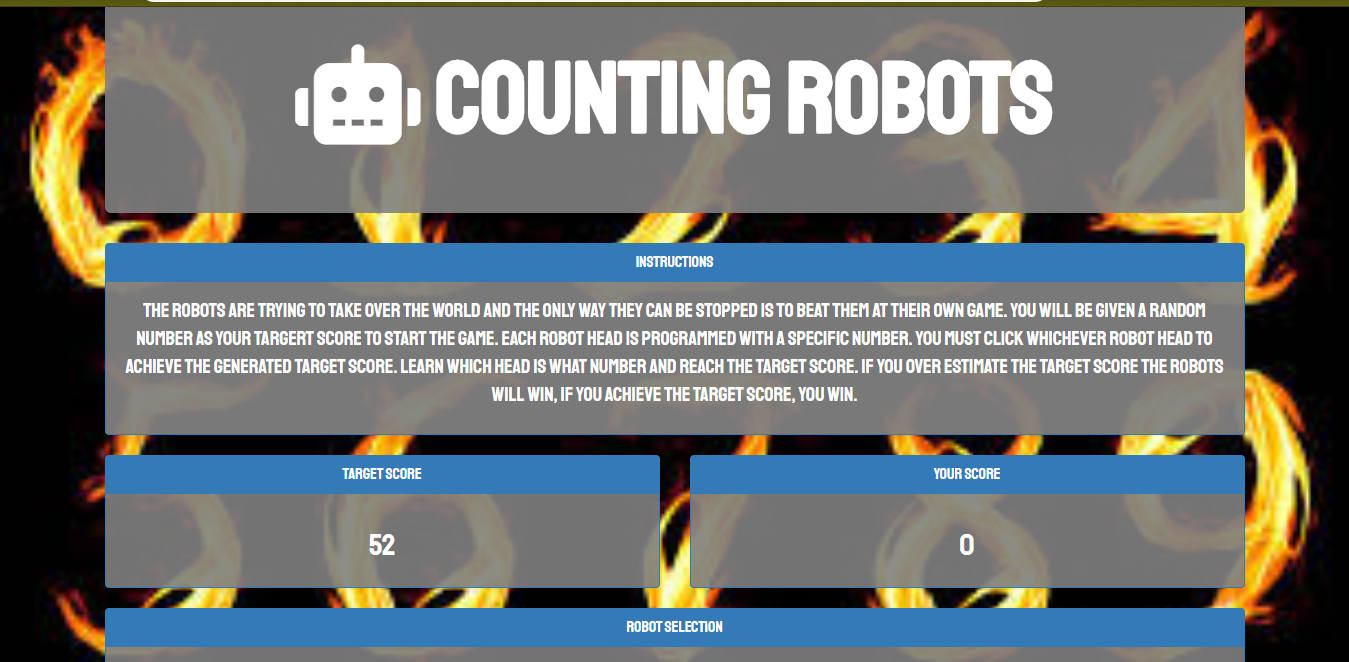 COUNTING ROBOTS
INSTRUCTIONS
THE ROBOTS ARE TRYING TO TAKE OVER THE WORLD AND THE ONLY WAY THEY CAN BE STOPPED IS TO BEAT THEM AT THEIR OWN GAME. YOU WILL BE GIVEN A RANDOM
NUMBER AS YOUR TARGERT SCORE TO START THE GAME. EACH ROBOT HEAD IS PROGRAMMED WITH A SPECIFIC NUMBER. YOU MUST CLICK WHICHEVER ROBOT HEAD TO
ACHIEVE THE GENERATED TARGET SCORE. LEARN WHICH HEAD IS WHAT NUMBER AND REACH THE TARGET SCORE. IF YOU OVER ESTIMATE THE TARGET SCORE THE ROBOTS
WILL WIN, IF YOU ACHIEVE THE TARGET SCORE, YOU WIN.
TARGET SCORE
YOUR SCORE
52
0
ROBOT SELECTION